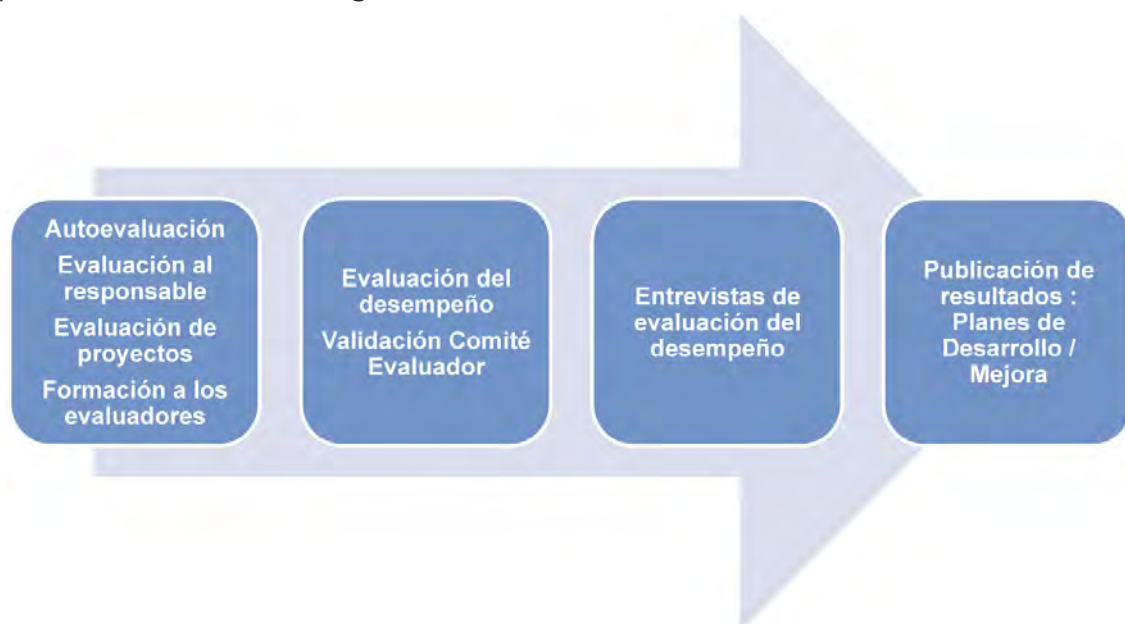 Autoevaluación
Evaluación al
responsable
Evaluación de
proyectos
Formación a los
evaluadores
Evaluación del
desempeño
Validación Comité
Evaluador
Entrevistas de
evaluación del
desempeño
Publicación de
resultados :
Planes de
Desarrollo /
Mejora